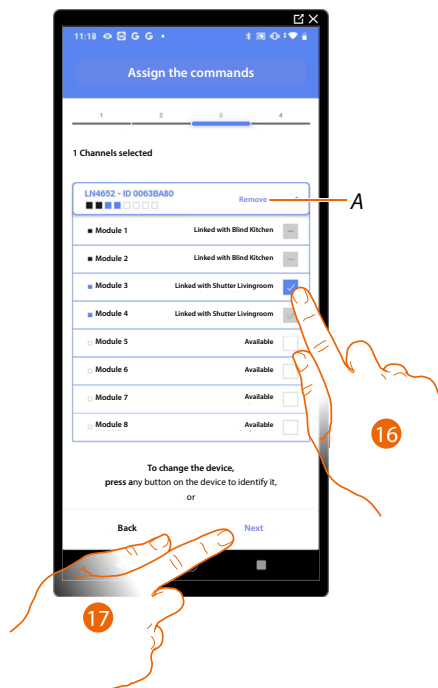 11:18 G G
Assign the commands
1 2 3 4
1 Channels selected
LN4652 - ID 0063BA80
Remove
A
Module 1 Linked with Blind Kitchen
Module 2 Linked with Blind Kitchen
Module 3 Linked with Shutter Livingroom
Module 4 Linked with Shutter Livingroom
Module 5 Available
Module 6 Available
Module 7 Available
Module 8 Available
16
To change the device,
press any button on the device to identify it,
or
Back Next
17